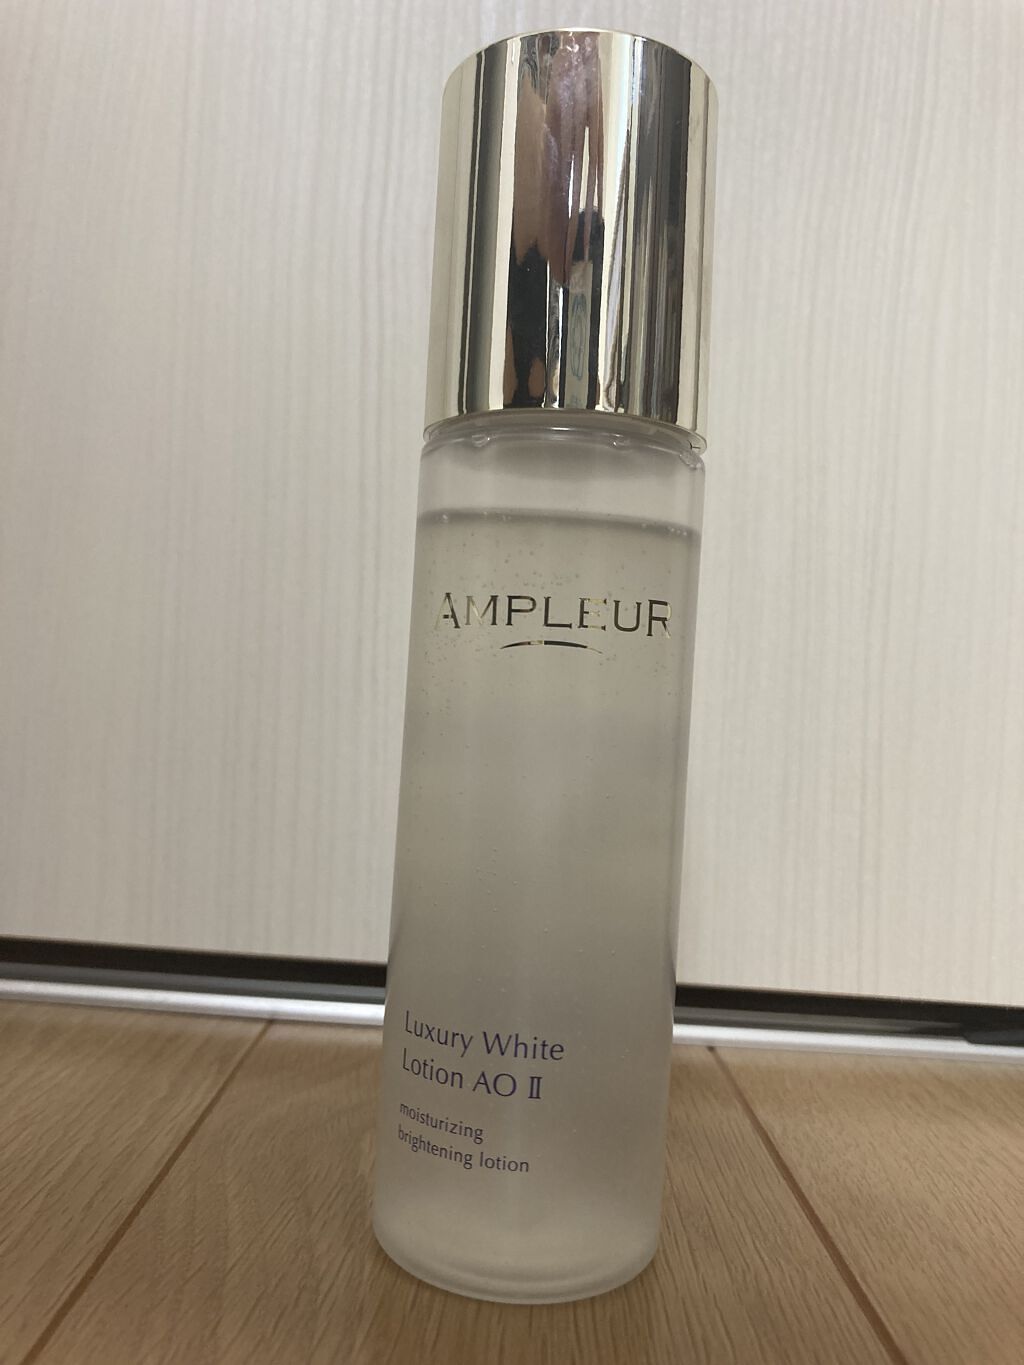 AMPLEUR
Luxury White
Lotion AO Ⅱ
moisturizing
brightening lotion